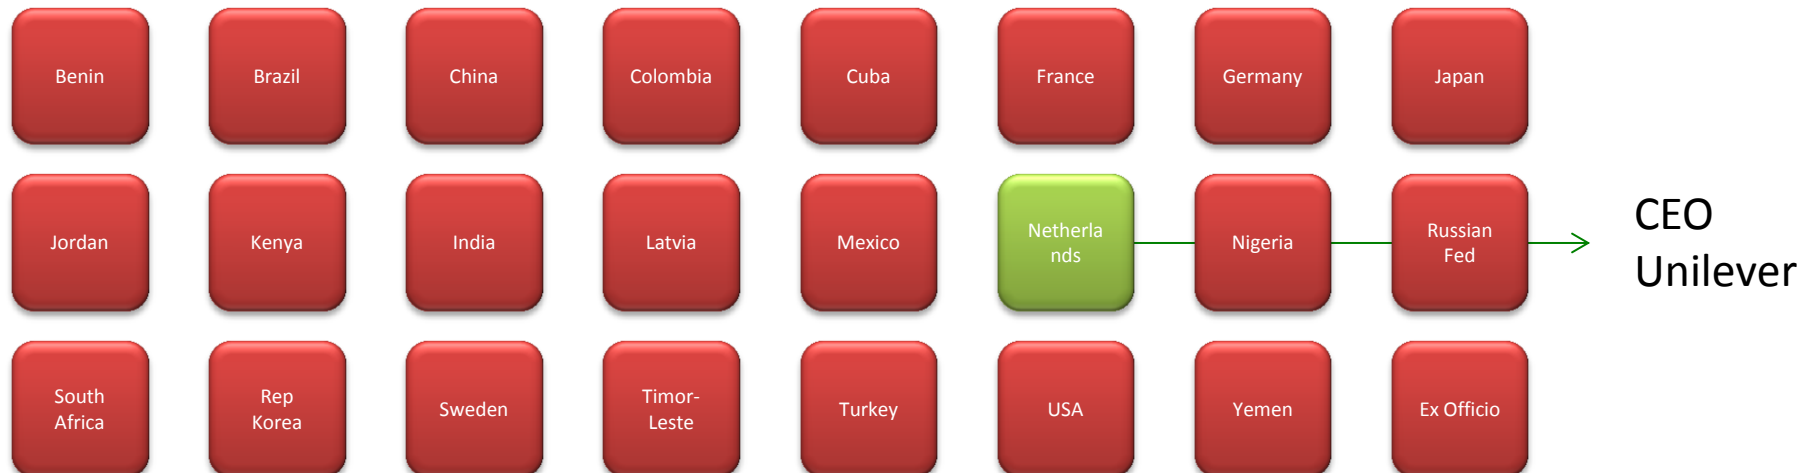 Benin
Brazil
China
Colombia
Cuba
France
Germany
Japan
Jordan
Kenya
India
Latvia
Mexico
Netherla
nds
Nigeria
Russian
Fed
CEO
Unilever
South
Africa
Rep
Korea
Sweden
Timor-
Leste
Turkey
USA
Yemen
Ex Officio